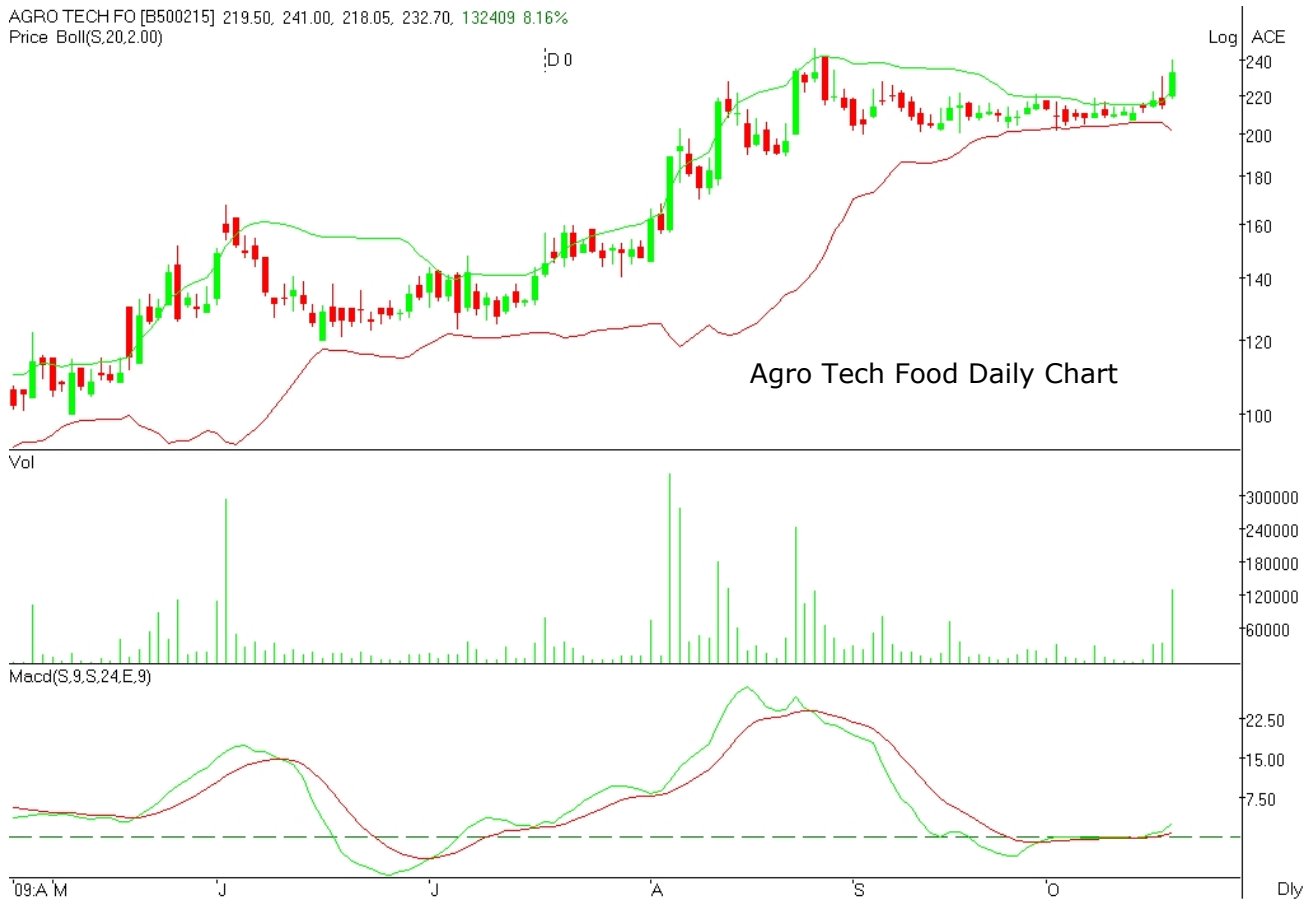 AGRO TECH FO [B500215] 219.50, 241.00, 218.05, 232.70, 132409 8.16%
Price Boll(S,20,2.00)
Log ACE
D 0
240
220
200
180
160
140
120
100
Agro Tech Food Daily Chart
Vol
300000
240000
180000
120000
60000
Macd(S,9,S,24,E,9)
22.50
15.00
7.50
'09:A 'M 'J 'J 'A 'S 'O Dly